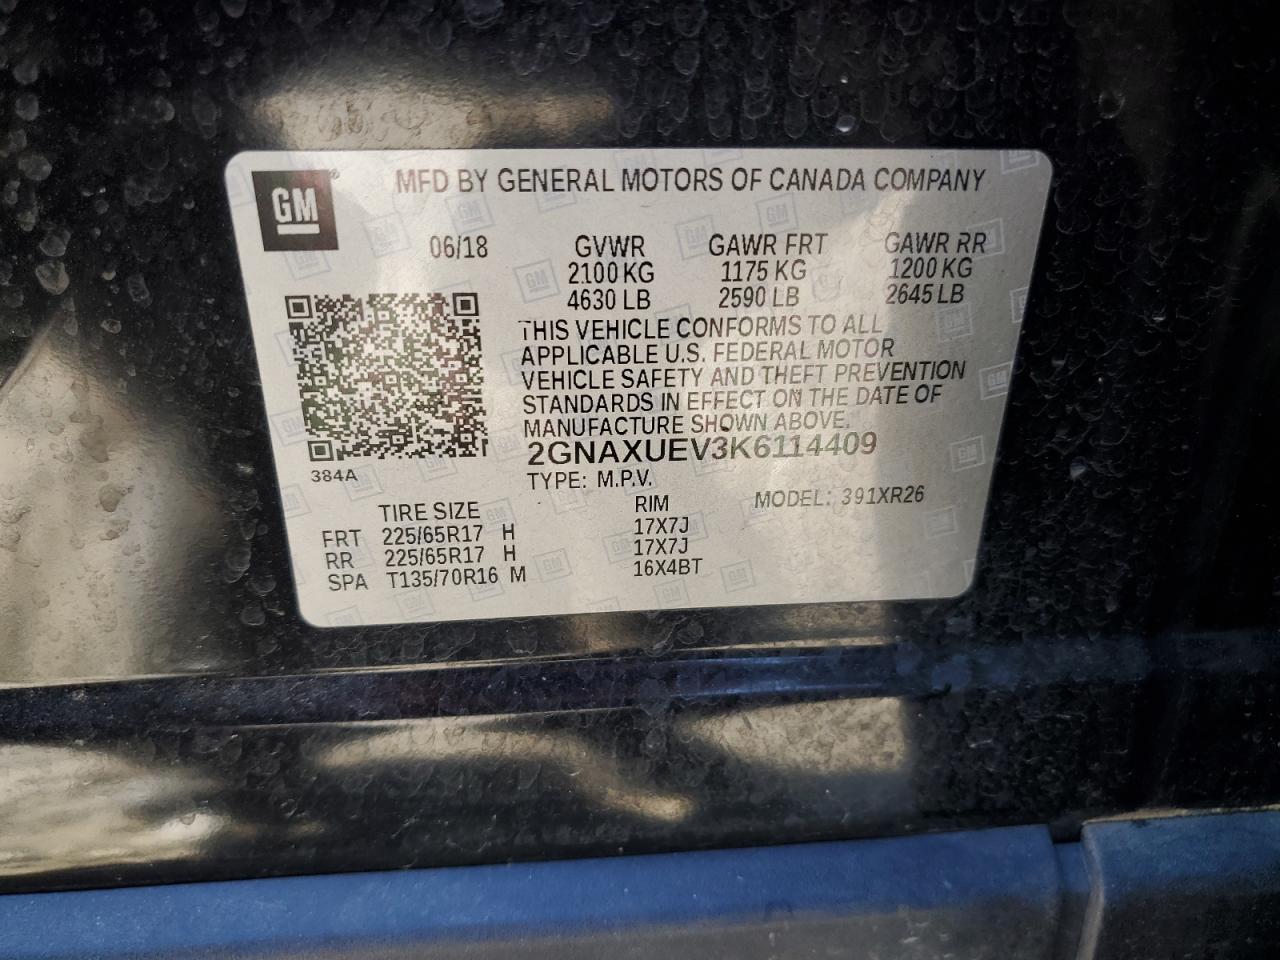 GM ® MFD BY GENERAL MOTORS OF CANADA COMPANY
06/18 GVWR GAWR FRT GAWR RR
2100 KG 1175 KG 1200 KG
4630 LB 2590 LB 2645 LB
THIS VEHICLE CONFORMS TO ALL
APPLICABLE U.S. FEDERAL MOTOR
VEHICLE SAFETY AND THEFT PREVENTION
STANDARDS IN EFFECT ON THE DATE OF
MANUFACTURE SHOWN ABOVE.
2GNAXUEV3K6114409
384A TYPE: M.P.V.
TIRE SIZE RIM MODEL: 391XR26
FRT 225/65R17 H 17X7J
RR 225/65R17 H 17X7J
SPA T135/70R16 M 16X4BT